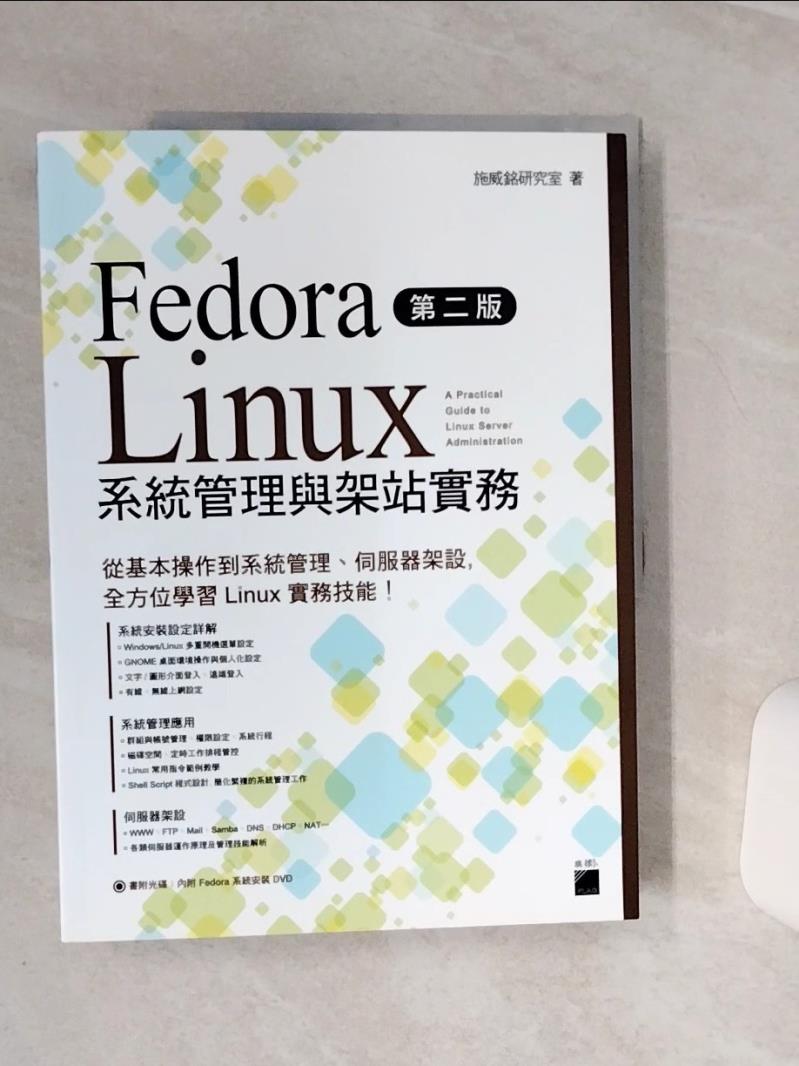 施威銘研究室 著
Fedora 第二版
Linux
A Practical
Guide to
Linux Server
Administration
系統管理與架站實務
從基本操作到系統管理、伺服器架設,
全方位學習 Linux 實務技能！
系統安裝設定詳解
Windows/Linux 多重開機選單設定
GNOME 桌面環境操作與個人化設定
文字/圖形介面登入、遠端登入
有線、無線上網設定
系統管理應用
群組與帳號管理、權限設定、系統行程
磁碟空間、定時工作排程管控
Linux 常用指令範例教學
Shell Script 程式設計, 簡化繁複的系統管理工作
伺服器架設
WWW、FTP、Mail、Samba、DNS、DHCP、NAT…
各類伺服器運作原理及管理技能解析
書附光碟 | 內附 Fedora 系統安裝 DVD
旗標
FLAG